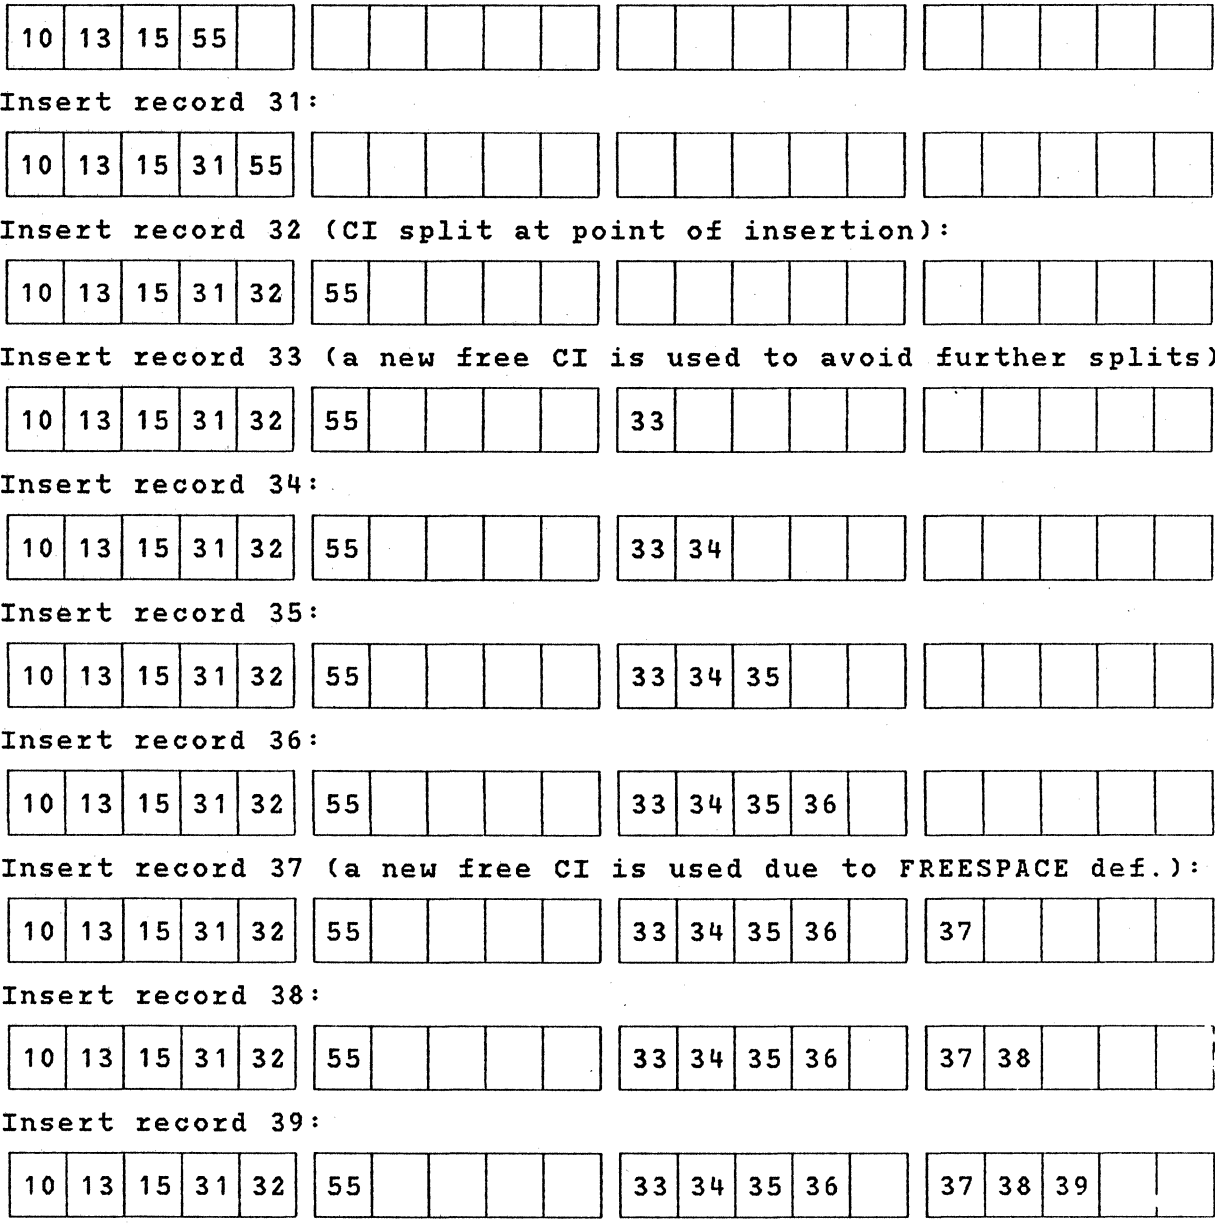 10 13 15 55
Insert record 31:
10 13 15 31 55
Insert record 32 (CI split at point of insertion):
10 13 15 31 32 55
Insert record 33 (a new free CI is used to avoid further splits)
10 13 15 31 32 55 33
Insert record 34:
10 13 15 31 32 55 33 34
Insert record 35:
10 13 15 31 32 55 33 34 35
Insert record 36:
10 13 15 31 32 55 33 34 35 36
Insert record 37 (a new free CI is used due to FREESPACE def.):
10 13 15 31 32 55 33 34 35 36 37
Insert record 38:
10 13 15 31 32 55 33 34 35 36 37 38
Insert record 39:
10 13 15 31 32 55 33 34 35 36 37 38 39